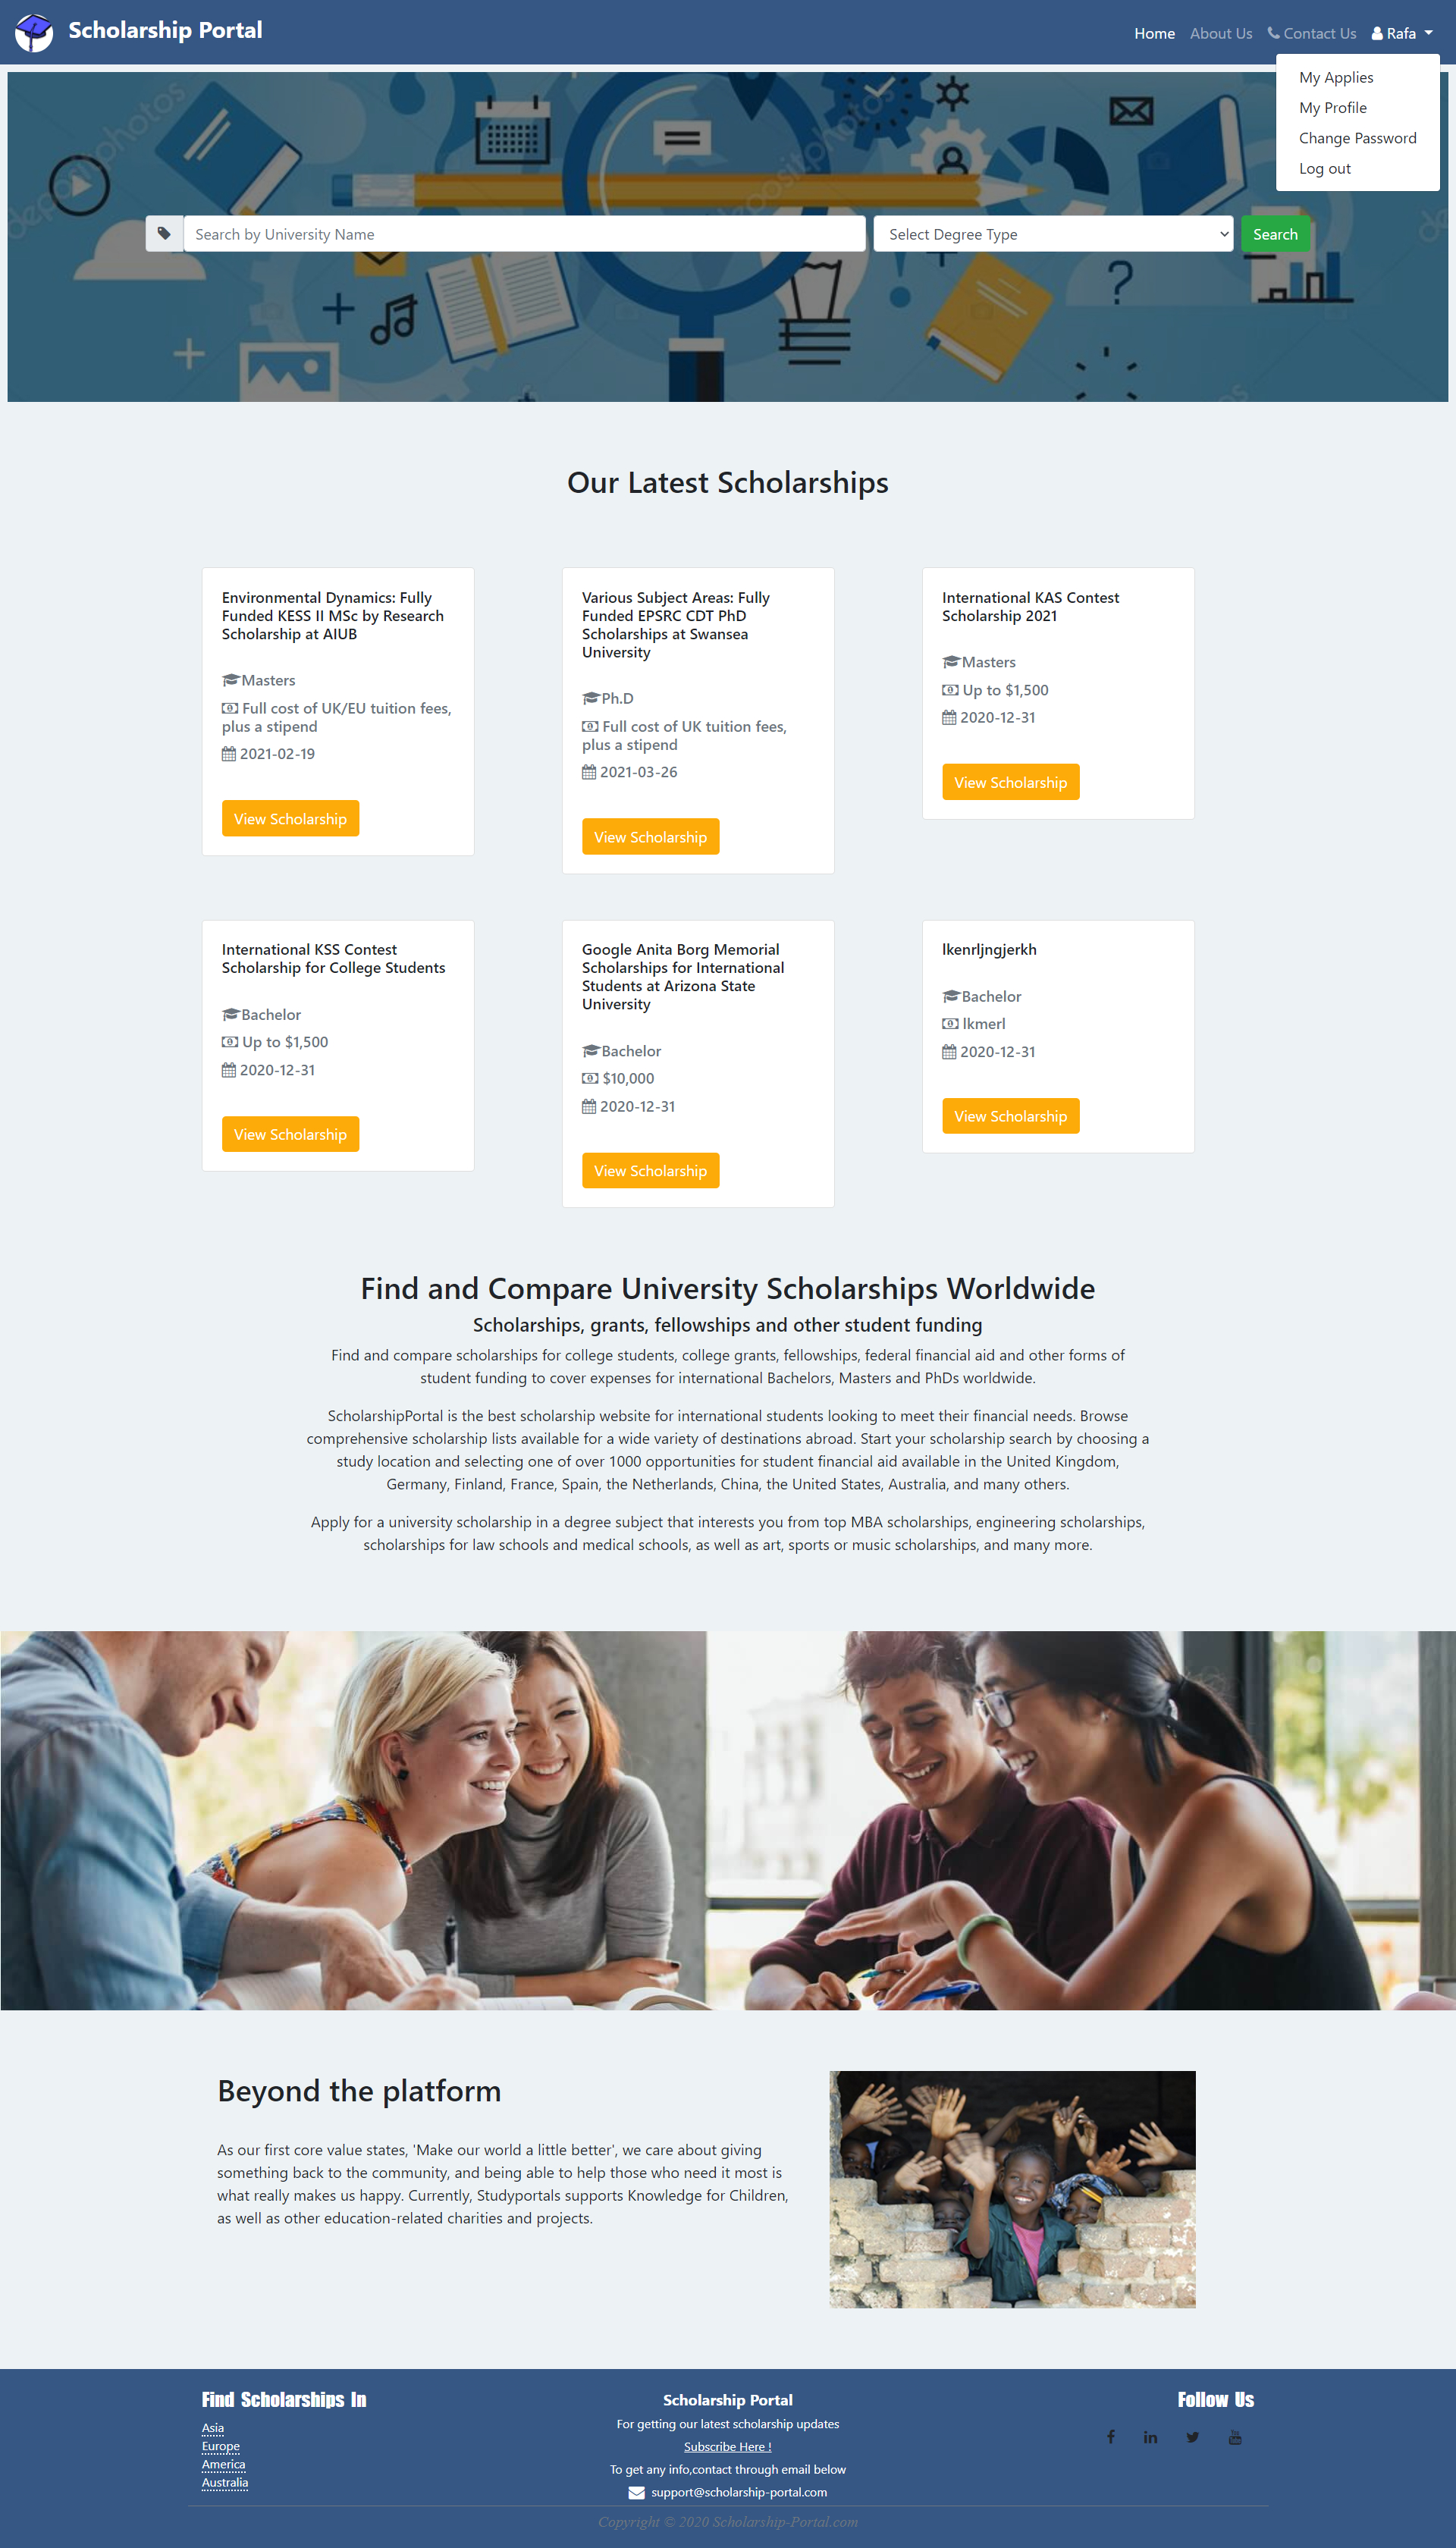 Scholarship Portal
Home About Us Contact Us Rafa
My Applies
My Profile
Change Password
Log out
depositphotos
depositphotos
Search by University Name
Select Degree Type
Search
Our Latest Scholarships
Environmental Dynamics: Fully
Funded KESS II MSc by Research
Scholarship at AIUB
Masters
Full cost of UK/EU tuition fees,
plus a stipend
2021-02-19
View Scholarship
Various Subject Areas: Fully
Funded EPSRC CDT PhD
Scholarships at Swansea
University
Ph.D
Full cost of UK tuition fees,
plus a stipend
2021-03-26
View Scholarship
International KAS Contest
Scholarship 2021
Masters
Up to $1,500
2020-12-31
View Scholarship
International KSS Contest
Scholarship for College Students
Bachelor
Up to $1,500
2020-12-31
View Scholarship
Google Anita Borg Memorial
Scholarships for International
Students at Arizona State
University
Bachelor
$10,000
2020-12-31
View Scholarship
lkenrljngjerkh
Bachelor
lkmerl
2020-12-31
View Scholarship
Find and Compare University Scholarships Worldwide
Scholarships, grants, fellowships and other student funding
Find and compare scholarships for college students, college grants, fellowships, federal financial aid and other forms of
student funding to cover expenses for international Bachelors, Masters and PhDs worldwide.
ScholarshipPortal is the best scholarship website for international students looking to meet their financial needs. Browse
comprehensive scholarship lists available for a wide variety of destinations abroad. Start your scholarship search by choosing a
study location and selecting one of over 1000 opportunities for student financial aid available in the United Kingdom,
Germany, Finland, France, Spain, the Netherlands, China, the United States, Australia, and many others.
Apply for a university scholarship in a degree subject that interests you from top MBA scholarships, engineering scholarships,
scholarships for law schools and medical schools, as well as art, sports or music scholarships, and many more.
Beyond the platform
As our first core value states, 'Make our world a little better', we care about giving
something back to the community, and being able to help those who need it most is
what really makes us happy. Currently, Studyportals supports Knowledge for Children,
as well as other education-related charities and projects.
Find Scholarships In
Asia
Europe
America
Australia
Scholarship Portal
For getting our latest scholarship updates
Subscribe Here !
To get any info,contact through email below
support@scholarship-portal.com
Follow Us
Copyright © 2020 Scholarship-Portal.com